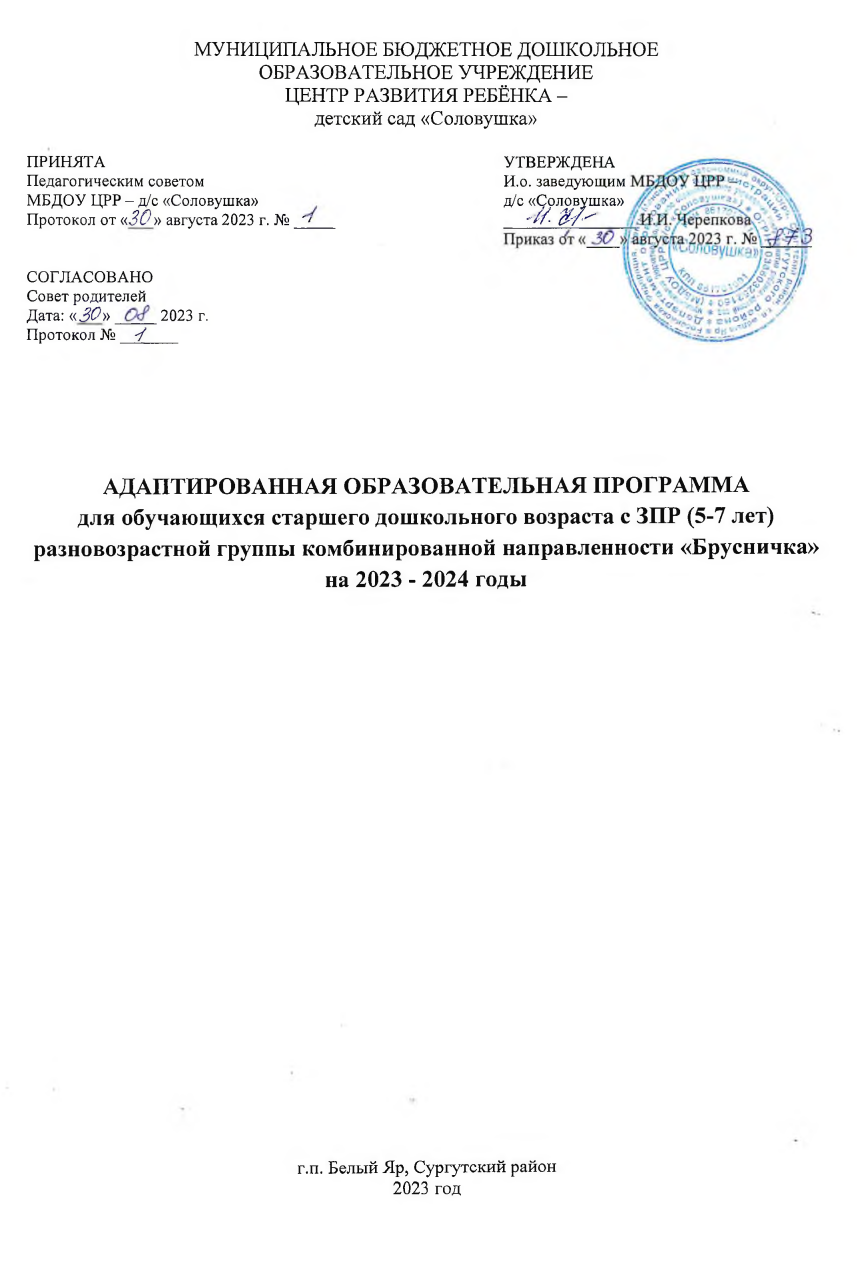 МУНИЦИПАЛЬНОЕ БЮДЖЕТНОЕ ДОШКОЛЬНОЕ
ОБРАЗОВАТЕЛЬНОЕ УЧРЕЖДЕНИЕ
ЦЕНТР РАЗВИТИЯ РЕБЁНКА –
детский сад «Соловушка»
ПРИНЯТА
Педагогическим советом
МБДОУ ЦРР – д/с «Соловушка»
Протокол от «30» августа 2023 г. № 1
УТВЕРЖДЕНА
И.о. заведующим МБДОУ ЦРР –
д/с «Соловушка»
И.И. Черепкова
Приказ от «30» августа 2023 г. № 873
«Соловушка»
СОГЛАСОВАНО
Совет родителей
Дата: «30» 08 2023 г.
Протокол № 1
АДАПТИРОВАННАЯ ОБРАЗОВАТЕЛЬНАЯ ПРОГРАММА
для обучающихся старшего дошкольного возраста с ЗПР (5-7 лет)
разновозрастной группы комбинированной направленности «Брусничка»
на 2023 - 2024 годы
г.п. Белый Яр, Сургутский район
2023 год